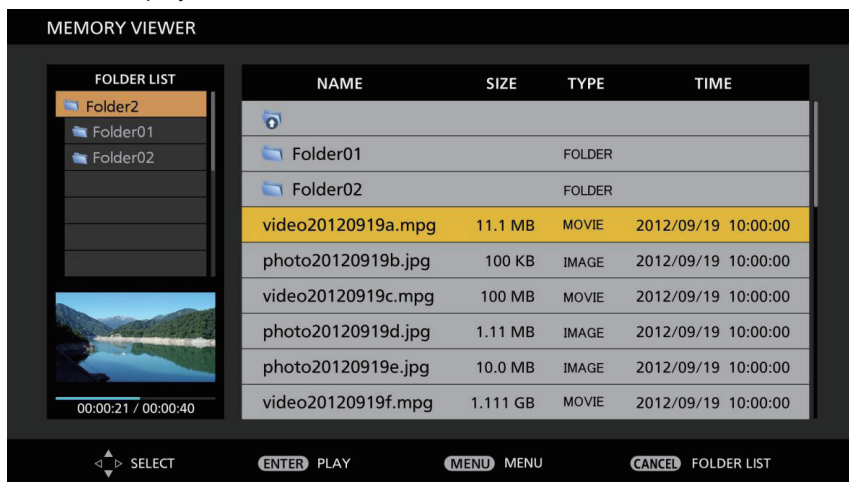 MEMORY VIEWER
FOLDER LIST
Folder2
Folder01
Folder02
00:00:21 / 00:00:40
NAME SIZE TYPE TIME
Folder01 FOLDER
Folder02 FOLDER
video20120919a.mpg 11.1 MB MOVIE 2012/09/19 10:00:00
photo20120919b.jpg 100 KB IMAGE 2012/09/19 10:00:00
video20120919c.mpg 100 MB MOVIE 2012/09/19 10:00:00
photo20120919d.jpg 1.11 MB IMAGE 2012/09/19 10:00:00
photo20120919e.jpg 10.0 MB IMAGE 2012/09/19 10:00:00
video20120919f.mpg 1.111 GB MOVIE 2012/09/19 10:00:00
SELECT ENTER PLAY MENU MENU CANCEL FOLDER LIST